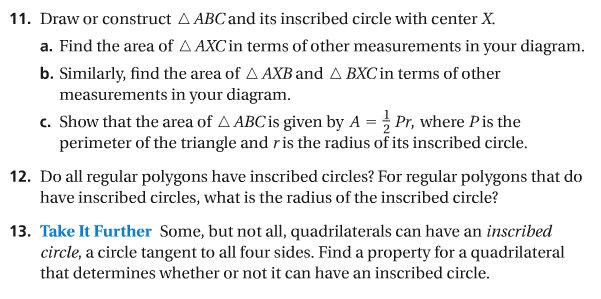 11. Draw or construct △ ABC and its inscribed circle with center X.
a. Find the area of △ AXC in terms of other measurements in your diagram.
b. Similarly, find the area of △ AXB and △ BXC in terms of other
measurements in your diagram.
c. Show that the area of △ ABC is given by A = 1/2 Pr, where P is the
perimeter of the triangle and r is the radius of its inscribed circle.
12. Do all regular polygons have inscribed circles? For regular polygons that do
have inscribed circles, what is the radius of the inscribed circle?
13. Take It Further Some, but not all, quadrilaterals can have an inscribed
circle, a circle tangent to all four sides. Find a property for a quadrilateral
that determines whether or not it can have an inscribed circle.